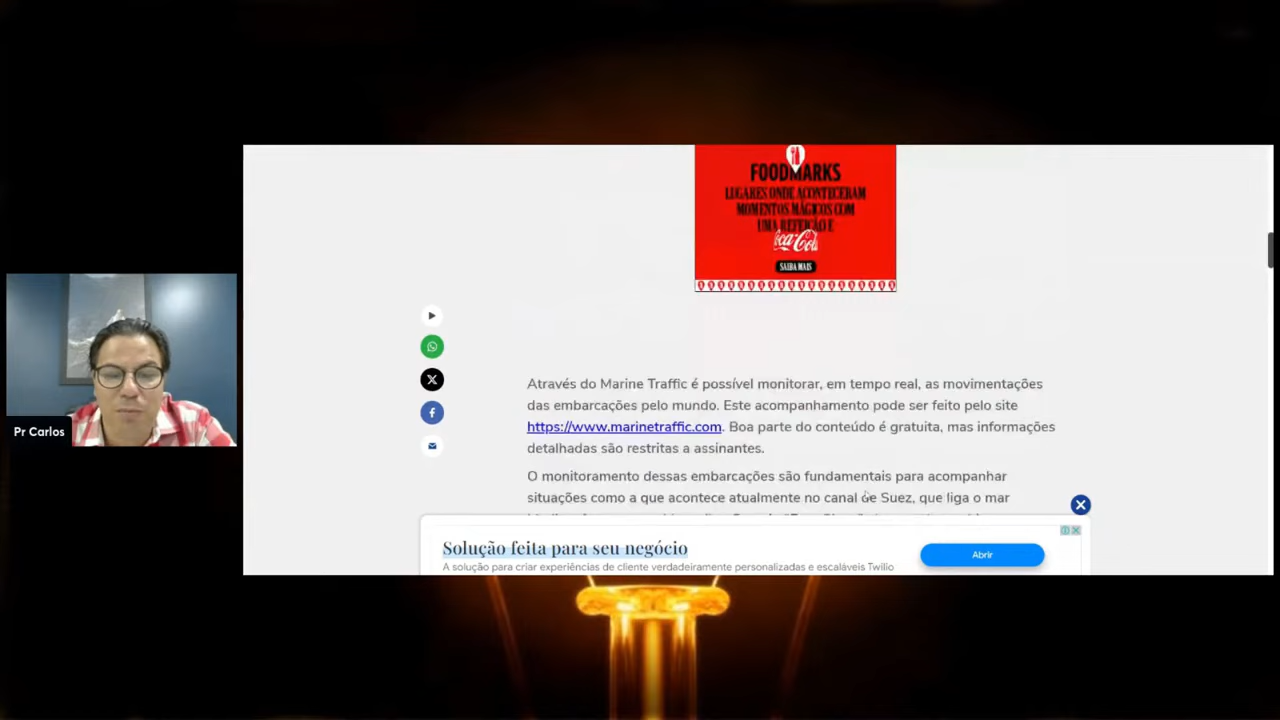 FOODMARKS
LUGARES ONDE ACONTECERAM
MOMENTOS MÁGICOS COM
UMA REFEIÇÃO E
Coca-Cola
SAIBA MAIS
Através do Marine Traffic é possível monitorar, em tempo real, as movimentações
das embarcações pelo mundo. Este acompanhamento pode ser feito pelo site
https://www.marinetraffic.com. Boa parte do conteúdo é gratuita, mas informações
detalhadas são restritas a assinantes.
O monitoramento dessas embarcações são fundamentais para acompanhar
situações como a que acontece atualmente no canal de Suez, que liga o mar
Pr Carlos
Solução feita para seu negócio
A solução para criar experiências de cliente verdadeiramente personalizadas e escaláveis Twilio
Abrir